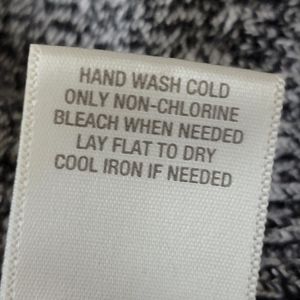 HAND WASH COLD
ONLY NON-CHLORINE
BLEACH WHEN NEEDED
LAY FLAT TO DRY
COOL IRON IF NEEDED